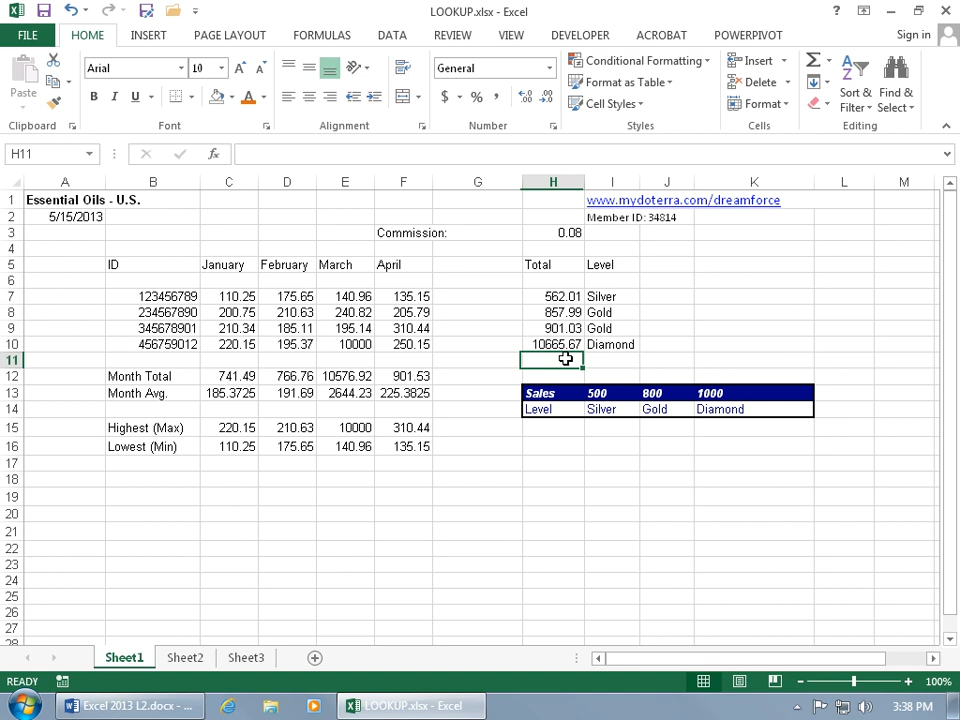 LOOKUP.xlsx - Excel
FILE HOME INSERT PAGE LAYOUT FORMULAS DATA REVIEW VIEW DEVELOPER ACROBAT POWERPIVOT Sign in
Paste Arial 10 General Conditional Formatting Format as Table Cell Styles Insert Delete Format Sort & Filter Find & Select
Clipboard Font Alignment Number Styles Cells Editing
H11
A B C D E F G H I J K L M
1 Essential Oils - U.S. www.mydoterra.com/dreamforce
2 5/15/2013 Member ID: 34814
3 Commission: 0.08
4
5 ID January February March April Total Level
6
7 123456789 110.25 175.65 140.96 135.15 562.01 Silver
8 234567890 200.75 210.63 240.82 205.79 857.99 Gold
9 345678901 210.34 185.11 195.14 310.44 901.03 Gold
10 456759012 220.15 195.37 10000 250.15 10665.67 Diamond
11
12 Month Total 741.49 766.76 10576.92 901.53
13 Month Avg. 185.3725 191.69 2644.23 225.3825 Sales 500 800 1000
14 Level Silver Gold Diamond
15 Highest (Max) 220.15 210.63 10000 310.44
16 Lowest (Min) 110.25 175.65 140.96 135.15
17
18
19
20
21
22
23
24
25
26
27
28
Sheet1 Sheet2 Sheet3
READY 100%
Excel 2013 L2.docx - ... LOOKUP.xlsx - Excel 3:38 PM